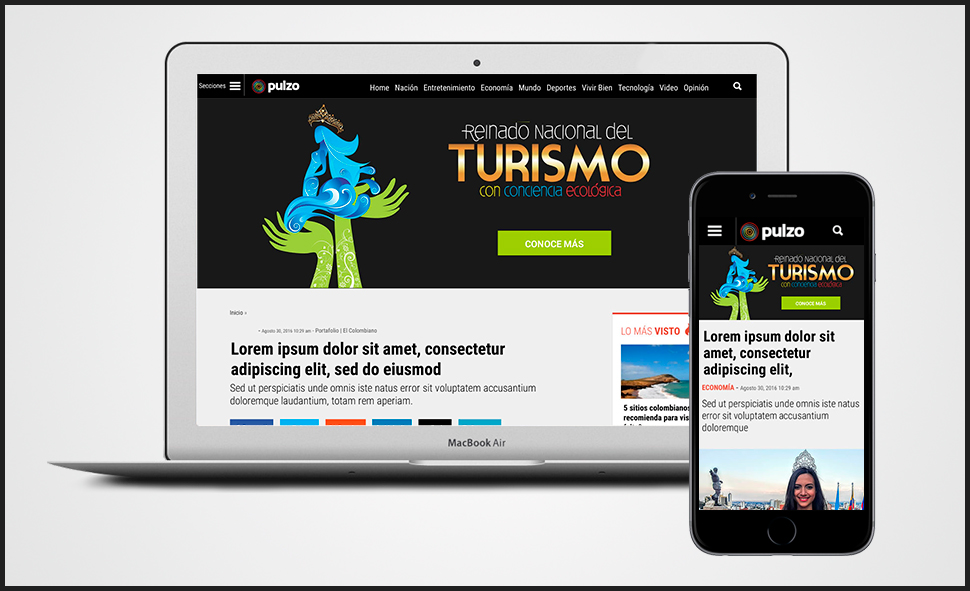 Secciones pulzo Home Nación Entretenimiento Economía Mundo Deportes Vivir Bien Tecnología Video Opinión
Reinado Nacional del
TURISMO
con conciencia ecológica
CONOCE MÁS
Inicio ›
• Agosto 30, 2016 10:29 am - Portafolio | El Colombiano
Lorem ipsum dolor sit amet, consectetur
adipiscing elit, sed do eiusmod
Sed ut perspiciatis unde omnis iste natus error sit voluptatem accusantium
doloremque laudantium, totam rem aperiam.
LO MÁS VISTO
5 sitios colombianos
recomienda para vis
MacBook Air
pulzo
Reinado Nacional del
TURISMO
con conciencia ecológica
CONOCE MÁS
Lorem ipsum dolor sit
amet, consectetur
adipiscing elit,
ECONOMÍA • Agosto 30, 2016 10:29 am
Sed ut perspiciatis unde omnis iste natus
error sit voluptatem accusantium
doloremque